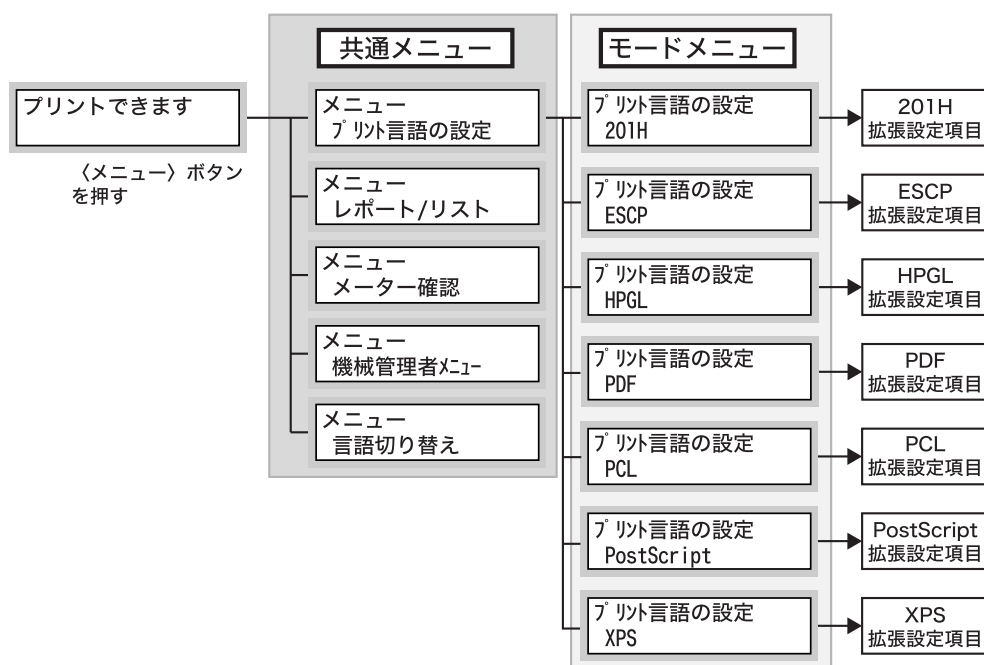 共通メニュー
モードメニュー
プリントできます
〈メニュー〉ボタン
を押す
メニュー
ﾌﾟﾘﾝﾄ言語の設定
メニュー
レポート/リスト
メニュー
メーター確認
メニュー
機械管理者ﾒﾆｭｰ
メニュー
言語切り替え
ﾌﾟﾘﾝﾄ言語の設定
201H
ﾌﾟﾘﾝﾄ言語の設定
ESCP
ﾌﾟﾘﾝﾄ言語の設定
HPGL
ﾌﾟﾘﾝﾄ言語の設定
PDF
ﾌﾟﾘﾝﾄ言語の設定
PCL
ﾌﾟﾘﾝﾄ言語の設定
PostScript
ﾌﾟﾘﾝﾄ言語の設定
XPS
201H
拡張設定項目
ESCP
拡張設定項目
HPGL
拡張設定項目
PDF
拡張設定項目
PCL
拡張設定項目
PostScript
拡張設定項目
XPS
拡張設定項目